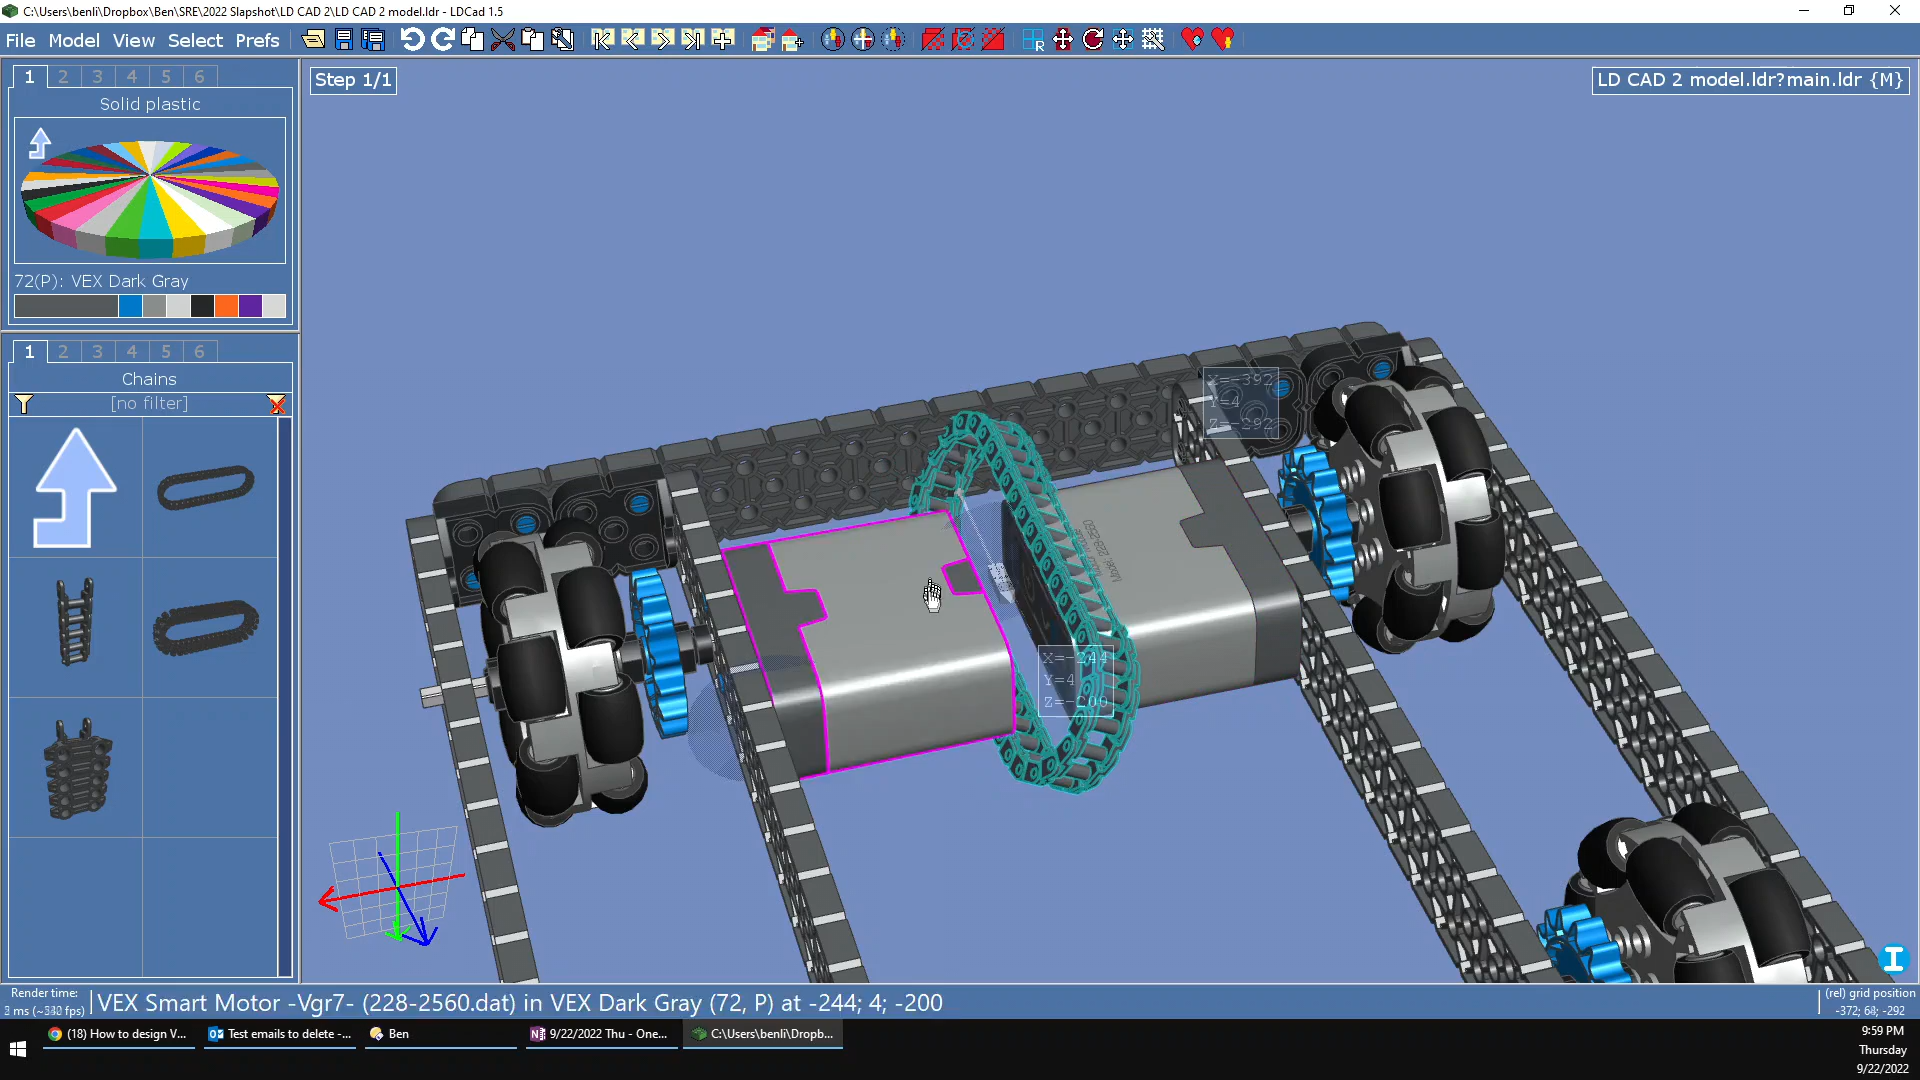 C:\Users\benli\Dropbox\Ben\SRE\2022 Slapshot\LD CAD 2\LD CAD 2 model.ldr - LDCad 1.5
File Model View Select Prefs
1 2 3 4 5 6
Solid plastic
72(P): VEX Dark Gray
1 2 3 4 5 6
Chains
[no filter]
Step 1/1
LD CAD 2 model.ldr?main.ldr {M}
X=-392
Y=4
Z=-292
Model 228-2560
X=-244
Y=4
Z=-200
Render time:
VEX Smart Motor -Vgr7- (228-2560.dat) in VEX Dark Gray (72, P) at -244; 4; -200
(rel) grid position
-372; 64; -292
(18) How to design V...
Test emails to delete -...
Ben
9/22/2022 Thu - One...
C:\Users\benli\Dropb...
9:59 PM
Thursday
9/22/2022